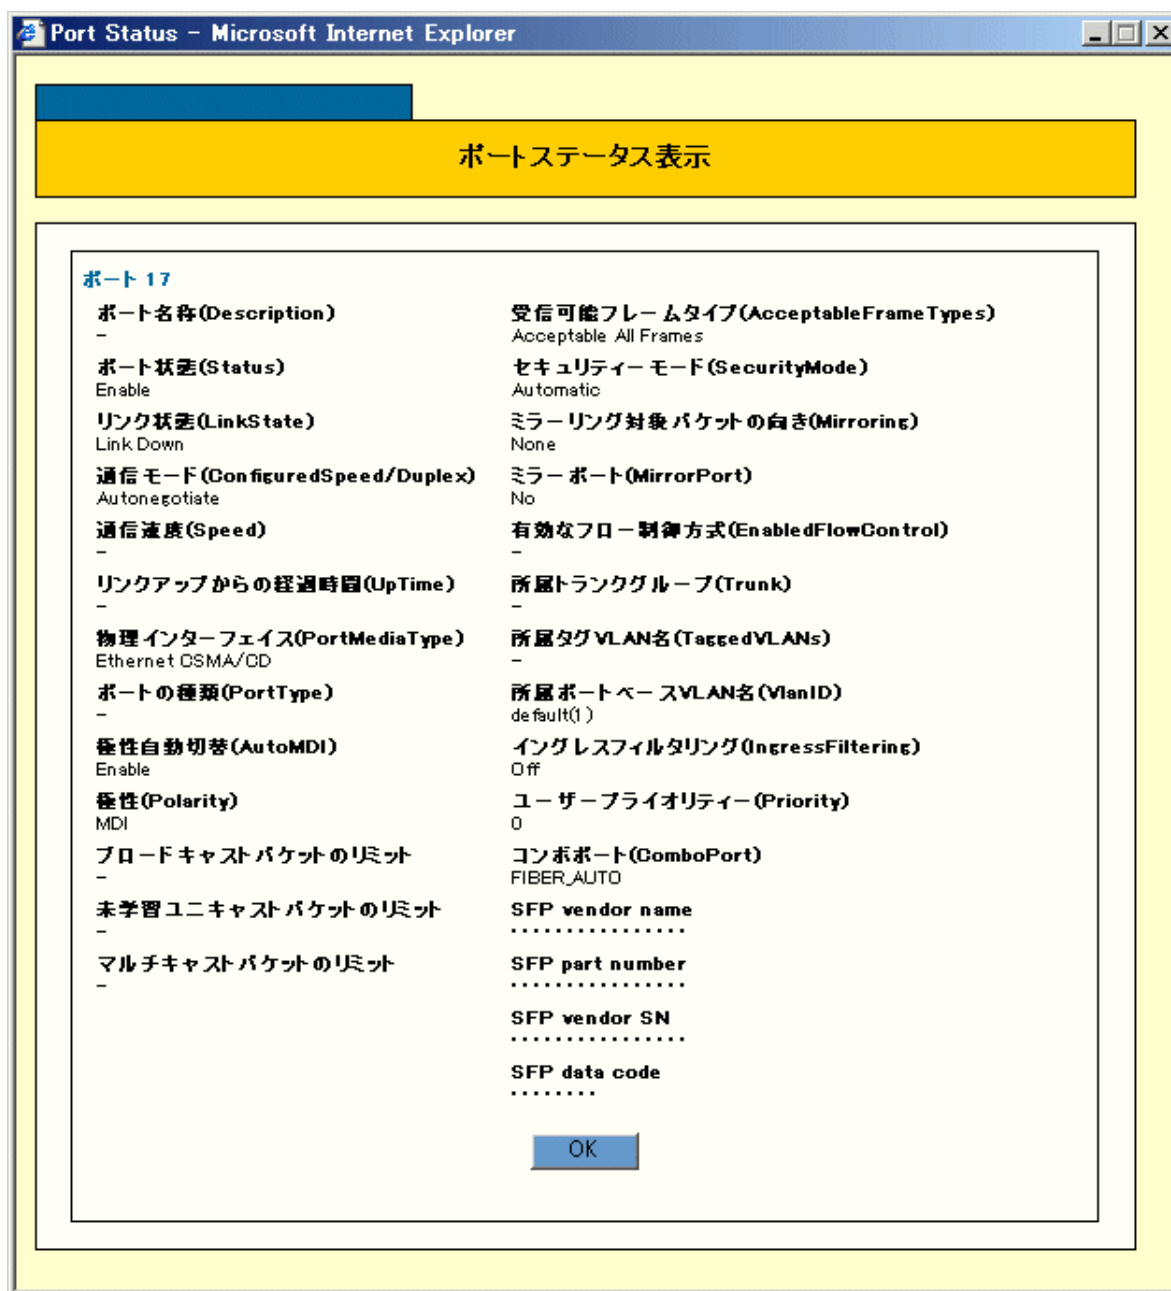 Port Status - Microsoft Internet Explorer
ポートステータス表示
ポート 17
ポート名称(Description)
-
ポート状態(Status)
Enable
リンク状態(LinkState)
Link Down
通信モード(ConfiguredSpeed/Duplex)
Autonegotiate
通信速度(Speed)
-
リンクアップからの経過時間(UpTime)
-
物理インターフェイス(PortMediaType)
Ethernet CSMA/CD
ポートの種類(PortType)
-
極性自動切替(AutoMDI)
Enable
極性(Polarity)
MDI
ブロードキャストパケットのリミット
-
未学習ユニキャストパケットのリミット
-
マルチキャストパケットのリミット
-
受信可能フレームタイプ(AcceptableFrameTypes)
Acceptable All Frames
セキュリティーモード(SecurityMode)
Automatic
ミラーリング対象パケットの向き(Mirroring)
None
ミラーポート(MirrorPort)
No
有効なフロー制御方式(EnabledFlowControl)
-
所属トランクグループ(Trunk)
-
所属タグVLAN名(TaggedVLANs)
-
所属ポートベースVLAN名(VlanID)
default(1)
イングレスフィルタリング(IngressFiltering)
Off
ユーザープライオリティー(Priority)
0
コンボポート(ComboPort)
FIBER_AUTO
SFP vendor name
················
SFP part number
················
SFP vendor SN
················
SFP data code
········
OK